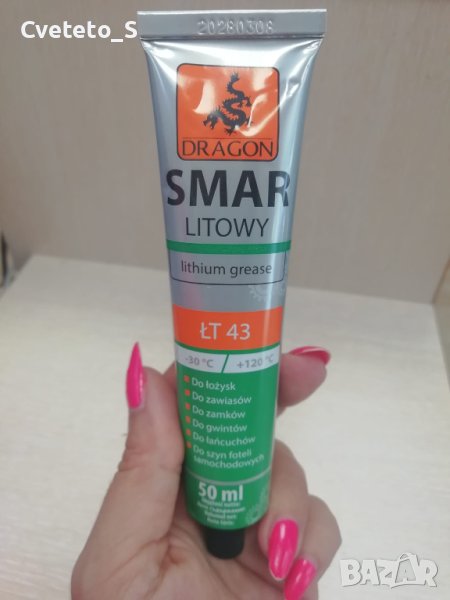 Cveteto_S
20280308
DRAGON
SMAR
LITOWY
lithium grease
ŁT 43
-30 °C / +120 °C
Do łożysk
Do zawiasów
Do zamków
Do gwintów
Do łańcuchów
Do szyn foteli
samochodowych
50 ml
BAZAR